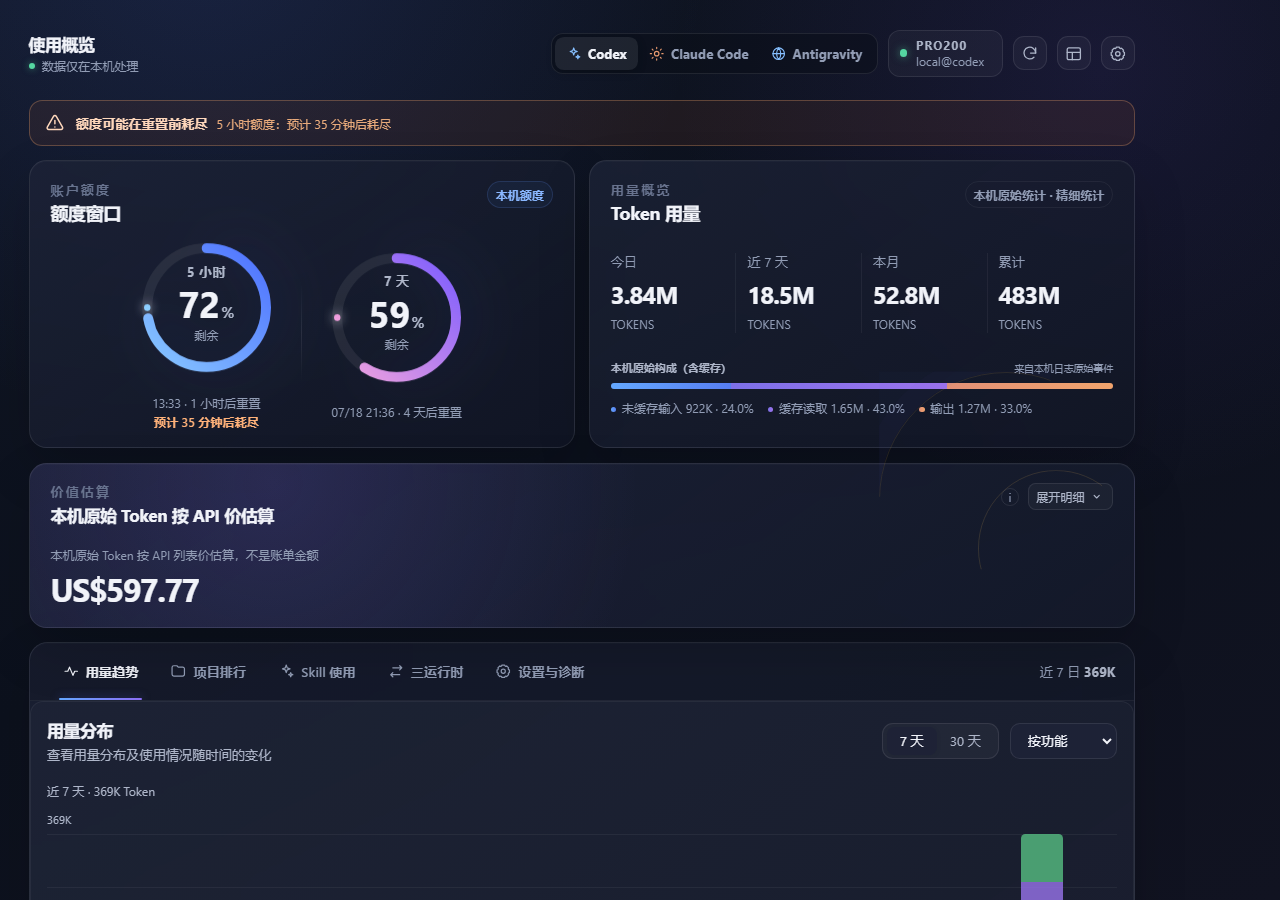 使用概览
数据仅在本机处理
Codex
Claude Code
Antigravity
PRO200
local@codex
额度可能在重置前耗尽 5 小时额度：预计 35 分钟后耗尽
账户额度
额度窗口
本机额度
5 小时
72%
剩余
13:33 · 1 小时后重置
预计 35 分钟后耗尽
7 天
59%
剩余
07/18 21:36 · 4 天后重置
用量概览
Token 用量
本机原始统计 · 精细统计
今日
3.84M
TOKENS
近 7 天
18.5M
TOKENS
本月
52.8M
TOKENS
累计
483M
TOKENS
本机原始构成（含缓存）
来自本机日志原始事件
未缓存输入 922K · 24.0%
缓存读取 1.65M · 43.0%
输出 1.27M · 33.0%
价值估算
本机原始 Token 按 API 价估算
展开明细
本机原始 Token 按 API 列表价估算，不是账单金额
US$597.77
用量趋势
项目排行
Skill 使用
三运行时
设置与诊断
近 7 日 369K
用量分布
查看用量分布及使用情况随时间的变化
7 天
30 天
按功能
近 7 天 · 369K Token
369K